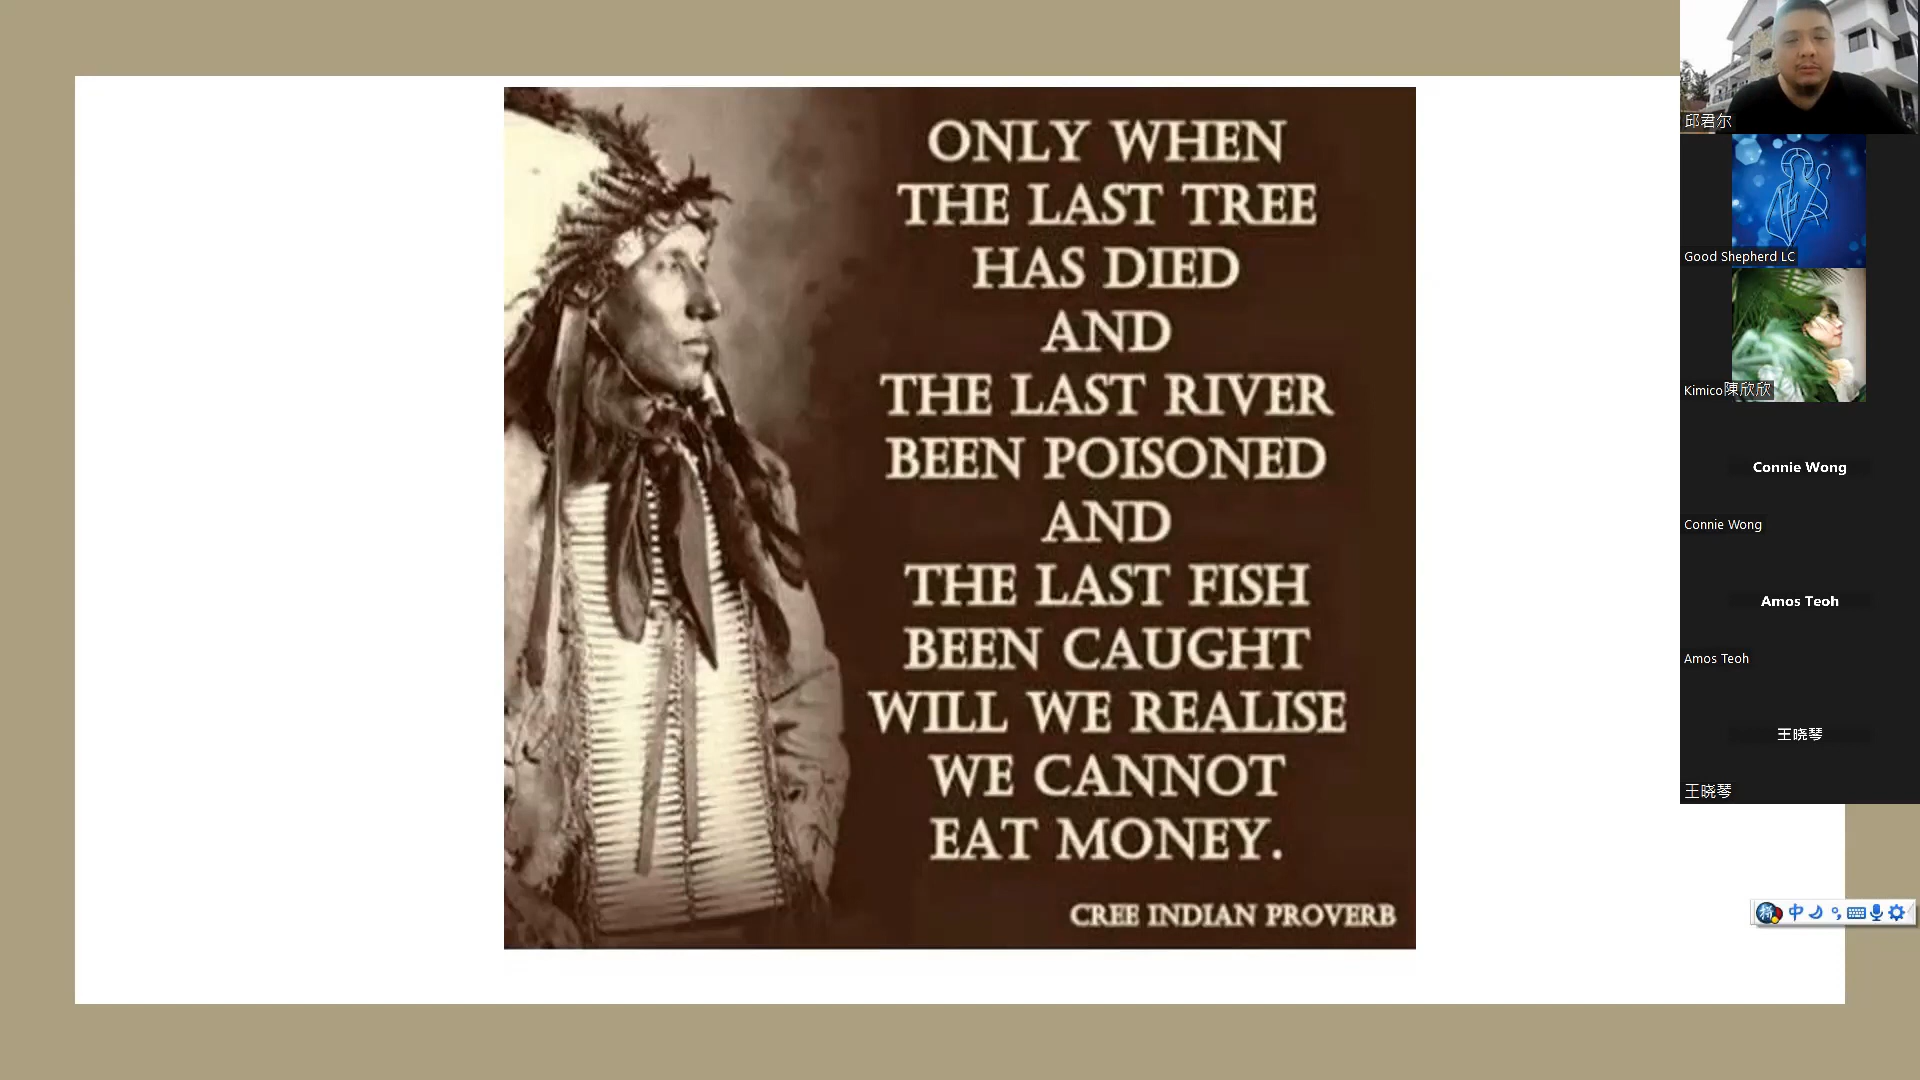 ONLY WHEN
THE LAST TREE
HAS DIED
AND
THE LAST RIVER
BEEN POISONED
AND
THE LAST FISH
BEEN CAUGHT
WILL WE REALISE
WE CANNOT
EAT MONEY.
CREE INDIAN PROVERB
邱君尔
Good Shepherd LC
Kimico陳欣欣
Connie Wong
Connie Wong
Amos Teoh
Amos Teoh
王晓琴
王晓琴
拼 中